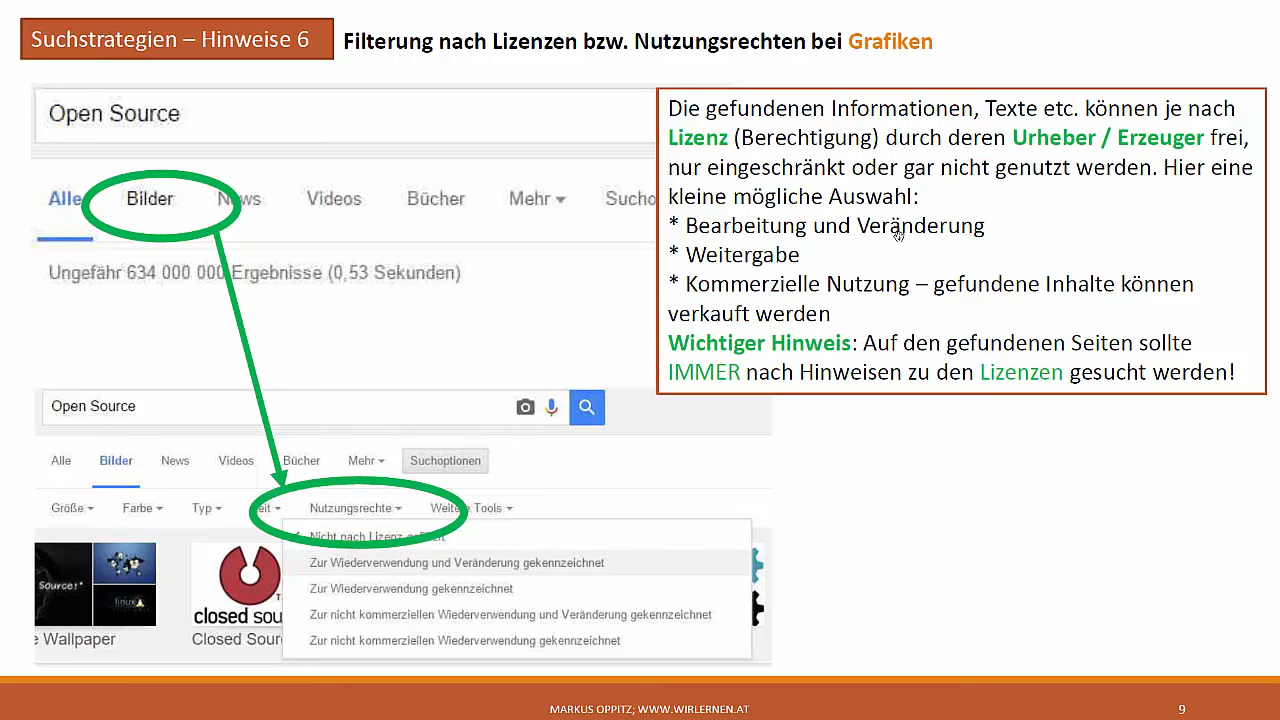 Suchstrategien – Hinweise 6
Filterung nach Lizenzen bzw. Nutzungsrechten bei Grafiken
Open Source
Alle Bilder News Videos Bücher Mehr Sucho
Ungefähr 634 000 000 Ergebnisse (0,53 Sekunden)
Die gefundenen Informationen, Texte etc. können je nach
Lizenz (Berechtigung) durch deren Urheber / Erzeuger frei,
nur eingeschränkt oder gar nicht genutzt werden. Hier eine
kleine mögliche Auswahl:
* Bearbeitung und Veränderung
* Weitergabe
* Kommerzielle Nutzung – gefundene Inhalte können
verkauft werden
Wichtiger Hinweis: Auf den gefundenen Seiten sollte
IMMER nach Hinweisen zu den Lizenzen gesucht werden!
Open Source
Alle Bilder News Videos Bücher Mehr Suchoptionen
Größe Farbe Typ eit Nutzungsrechte Weitere Tools
Nicht nach Lizenz gefiltert
Zur Wiederverwendung und Veränderung gekennzeichnet
Zur Wiederverwendung gekennzeichnet
Zur nicht kommerziellen Wiederverwendung und Veränderung gekennzeichnet
Zur nicht kommerziellen Wiederverwendung gekennzeichnet
Source!
linux
closed sou
e Wallpaper
Closed Sour
MARKUS OPPITZ; WWW.WIRLERNEN.AT
9